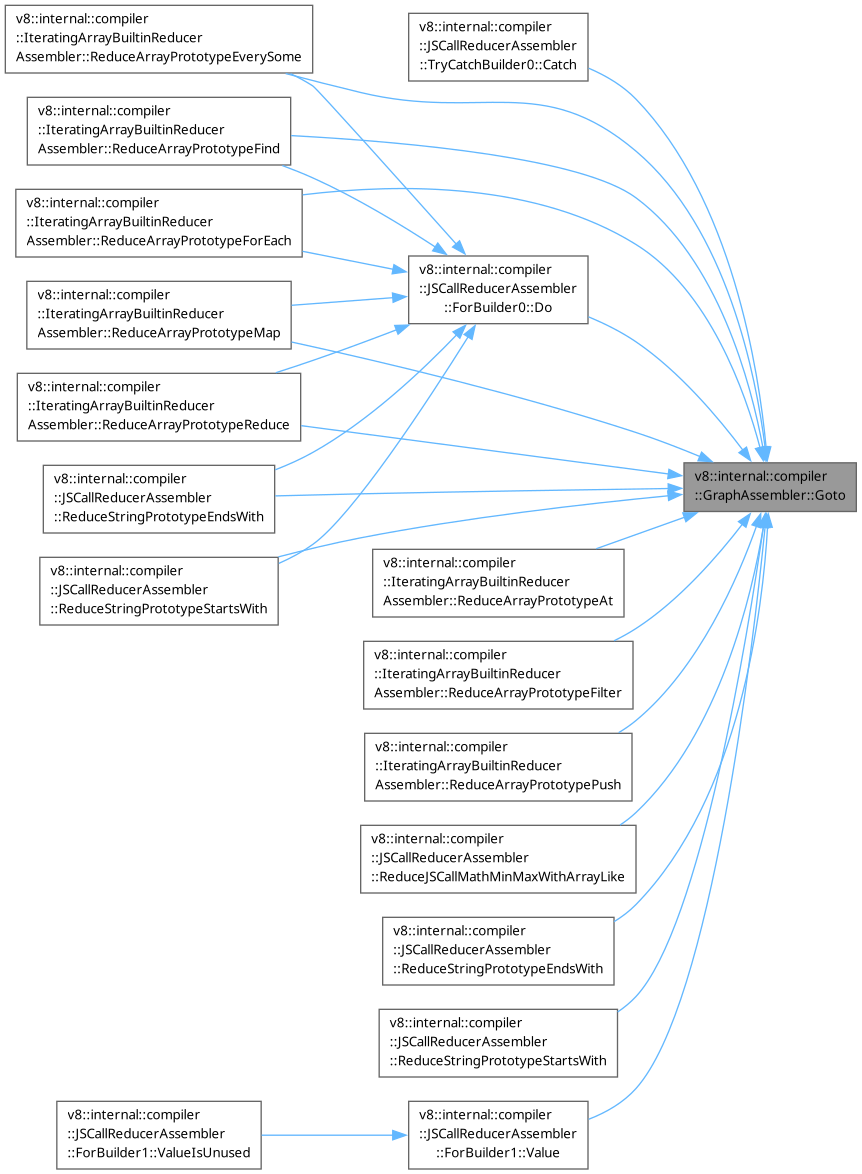 v8::internal::compiler
::IteratingArrayBuiltinReducer
Assembler::ReduceArrayPrototypeEverySome
v8::internal::compiler
::JSCallReducerAssembler
::TryCatchBuilder0::Catch
v8::internal::compiler
::IteratingArrayBuiltinReducer
Assembler::ReduceArrayPrototypeFind
v8::internal::compiler
::IteratingArrayBuiltinReducer
Assembler::ReduceArrayPrototypeForEach
v8::internal::compiler
::JSCallReducerAssembler
::ForBuilder0::Do
v8::internal::compiler
::IteratingArrayBuiltinReducer
Assembler::ReduceArrayPrototypeMap
v8::internal::compiler
::IteratingArrayBuiltinReducer
Assembler::ReduceArrayPrototypeReduce
v8::internal::compiler
::JSCallReducerAssembler
::ReduceStringPrototypeEndsWith
v8::internal::compiler
::GraphAssembler::Goto
v8::internal::compiler
::JSCallReducerAssembler
::ReduceStringPrototypeStartsWith
v8::internal::compiler
::IteratingArrayBuiltinReducer
Assembler::ReduceArrayPrototypeAt
v8::internal::compiler
::IteratingArrayBuiltinReducer
Assembler::ReduceArrayPrototypeFilter
v8::internal::compiler
::IteratingArrayBuiltinReducer
Assembler::ReduceArrayPrototypePush
v8::internal::compiler
::JSCallReducerAssembler
::ReduceJSCallMathMinMaxWithArrayLike
v8::internal::compiler
::JSCallReducerAssembler
::ReduceStringPrototypeEndsWith
v8::internal::compiler
::JSCallReducerAssembler
::ReduceStringPrototypeStartsWith
v8::internal::compiler
::JSCallReducerAssembler
::ForBuilder1::ValueIsUnused
v8::internal::compiler
::JSCallReducerAssembler
::ForBuilder1::Value